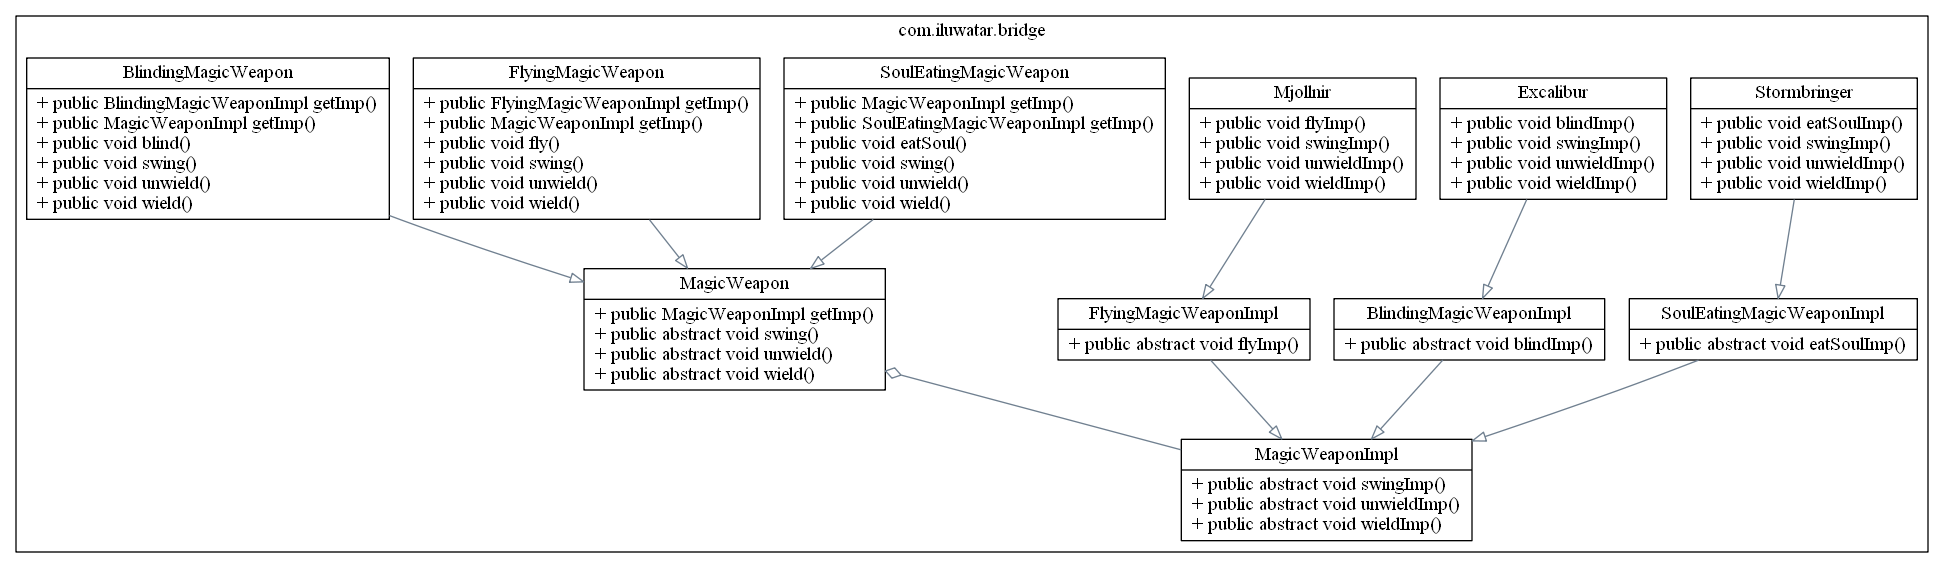 com.iluwatar.bridge
BlindingMagicWeapon
+ public BlindingMagicWeaponImpl getImp()
+ public MagicWeaponImpl getImp()
+ public void blind()
+ public void swing()
+ public void unwield()
+ public void wield()
FlyingMagicWeapon
+ public FlyingMagicWeaponImpl getImp()
+ public MagicWeaponImpl getImp()
+ public void fly()
+ public void swing()
+ public void unwield()
+ public void wield()
SoulEatingMagicWeapon
+ public MagicWeaponImpl getImp()
+ public SoulEatingMagicWeaponImpl getImp()
+ public void eatSoul()
+ public void swing()
+ public void unwield()
+ public void wield()
Mjollnir
+ public void flyImp()
+ public void swingImp()
+ public void unwieldImp()
+ public void wieldImp()
Excalibur
+ public void blindImp()
+ public void swingImp()
+ public void unwieldImp()
+ public void wieldImp()
Stormbringer
+ public void eatSoulImp()
+ public void swingImp()
+ public void unwieldImp()
+ public void wieldImp()
MagicWeapon
+ public MagicWeaponImpl getImp()
+ public abstract void swing()
+ public abstract void unwield()
+ public abstract void wield()
FlyingMagicWeaponImpl
+ public abstract void flyImp()
BlindingMagicWeaponImpl
+ public abstract void blindImp()
SoulEatingMagicWeaponImpl
+ public abstract void eatSoulImp()
MagicWeaponImpl
+ public abstract void swingImp()
+ public abstract void unwieldImp()
+ public abstract void wieldImp()